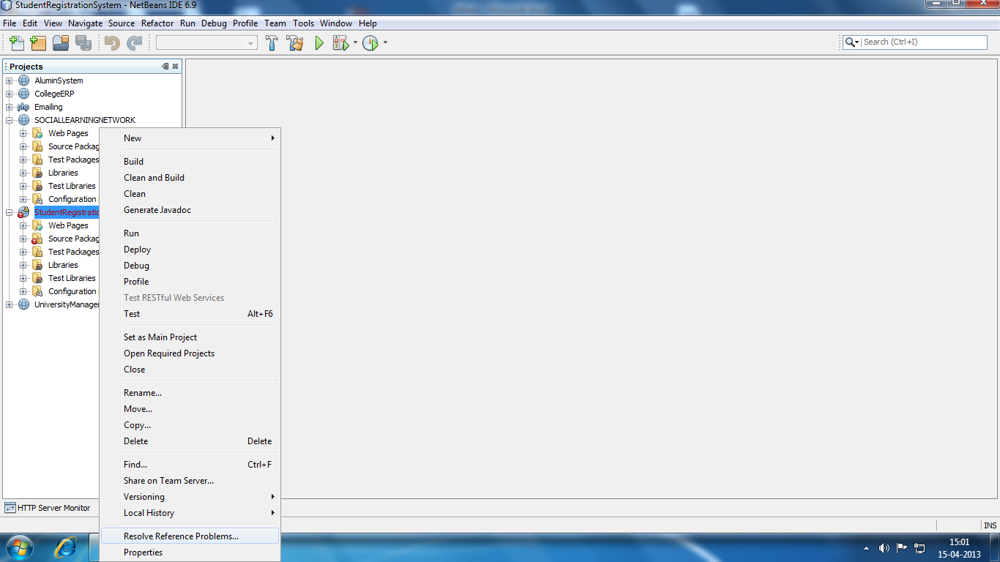 StudentRegistrationSystem - NetBeans IDE 6.9
File Edit View Navigate Source Refactor Run Debug Profile Team Tools Window Help
Search (Ctrl+I)
Projects
AluminSystem
CollegeERP
php Emailing
SOCIALLEARNINGNETWORK
Web Pages
Source Packag
Test Packages
Libraries
Test Libraries
Configuration
StudentRegistratio
Web Pages
Source Packag
Test Packages
Libraries
Test Libraries
Configuration
UniversityManager
New
Build
Clean and Build
Clean
Generate Javadoc
Run
Deploy
Debug
Profile
Test RESTful Web Services
Test Alt+F6
Set as Main Project
Open Required Projects
Close
Rename...
Move...
Copy...
Delete Delete
Find... Ctrl+F
Share on Team Server...
Versioning
Local History
Resolve Reference Problems...
Properties
HTTP Server Monitor
INS
15:01
15-04-2013